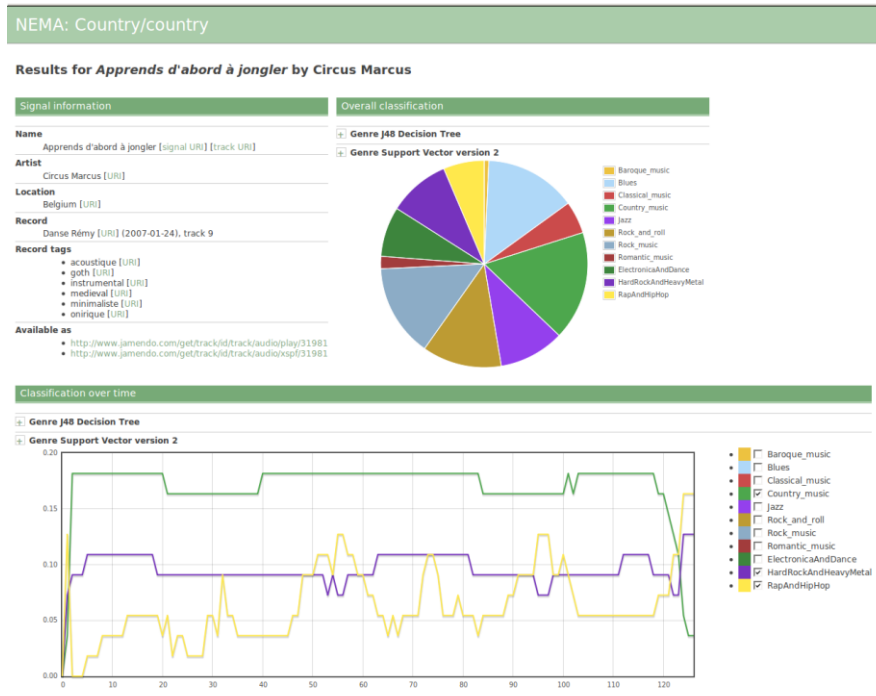 NEMA: Country/country
Results for Apprends d'abord à jongler by Circus Marcus
Signal information
Name
Apprends d'abord à jongler [signal URI] [track URI]
Artist
Circus Marcus [URI]
Location
Belgium [URI]
Record
Danse Rémy [URI] (2007-01-24), track 9
Record tags
acoustique [URI]
goth [URI]
instrumental [URI]
medieval [URI]
minimaliste [URI]
onirique [URI]
Available as
http://www.jamendo.com/get/track/id/track/audio/play/31981
http://www.jamendo.com/get/track/id/track/audio/xspf/31981
Overall classification
+ Genre J48 Decision Tree
+ Genre Support Vector version 2
Baroque_music
Blues
Classical_music
Country_music
Jazz
Rock_and_roll
Rock_music
Romantic_music
ElectronicaAndDance
HardRockAndHeavyMetal
RapAndHipHop
Classification over time
+ Genre J48 Decision Tree
+ Genre Support Vector version 2
0.20
0.15
0.10
0.05
0.00
0 10 20 30 40 50 60 70 80 90 100 110 120
Baroque_music
Blues
Classical_music
Country_music
Jazz
Rock_and_roll
Rock_music
Romantic_music
ElectronicaAndDance
HardRockAndHeavyMetal
RapAndHipHop